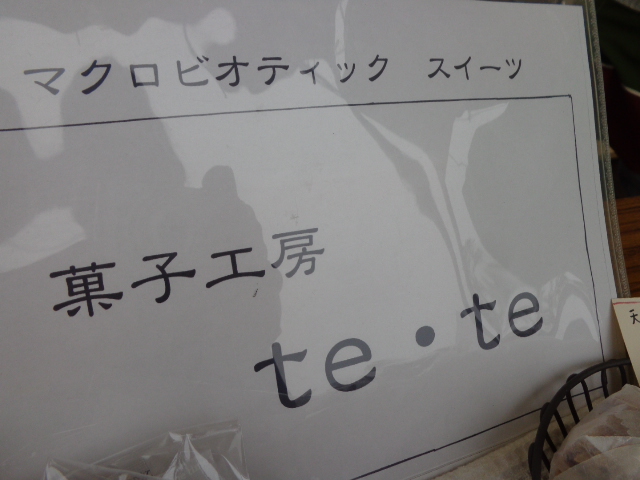 マクロビオティック スイーツ
菓子工房
te・te
天